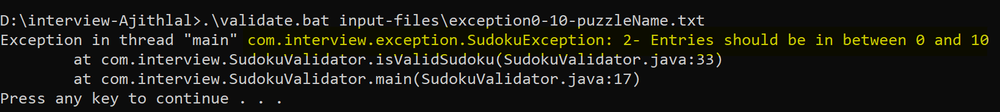 D:\interview-Ajithlal>.\validate.bat input-files\exception0-10-puzzleName.txt
Exception in thread "main" com.interview.exception.SudokuException: 2- Entries should be in between 0 and 10
at com.interview.SudokuValidator.isValidSudoku(SudokuValidator.java:33)
at com.interview.SudokuValidator.main(SudokuValidator.java:17)
Press any key to continue . . .